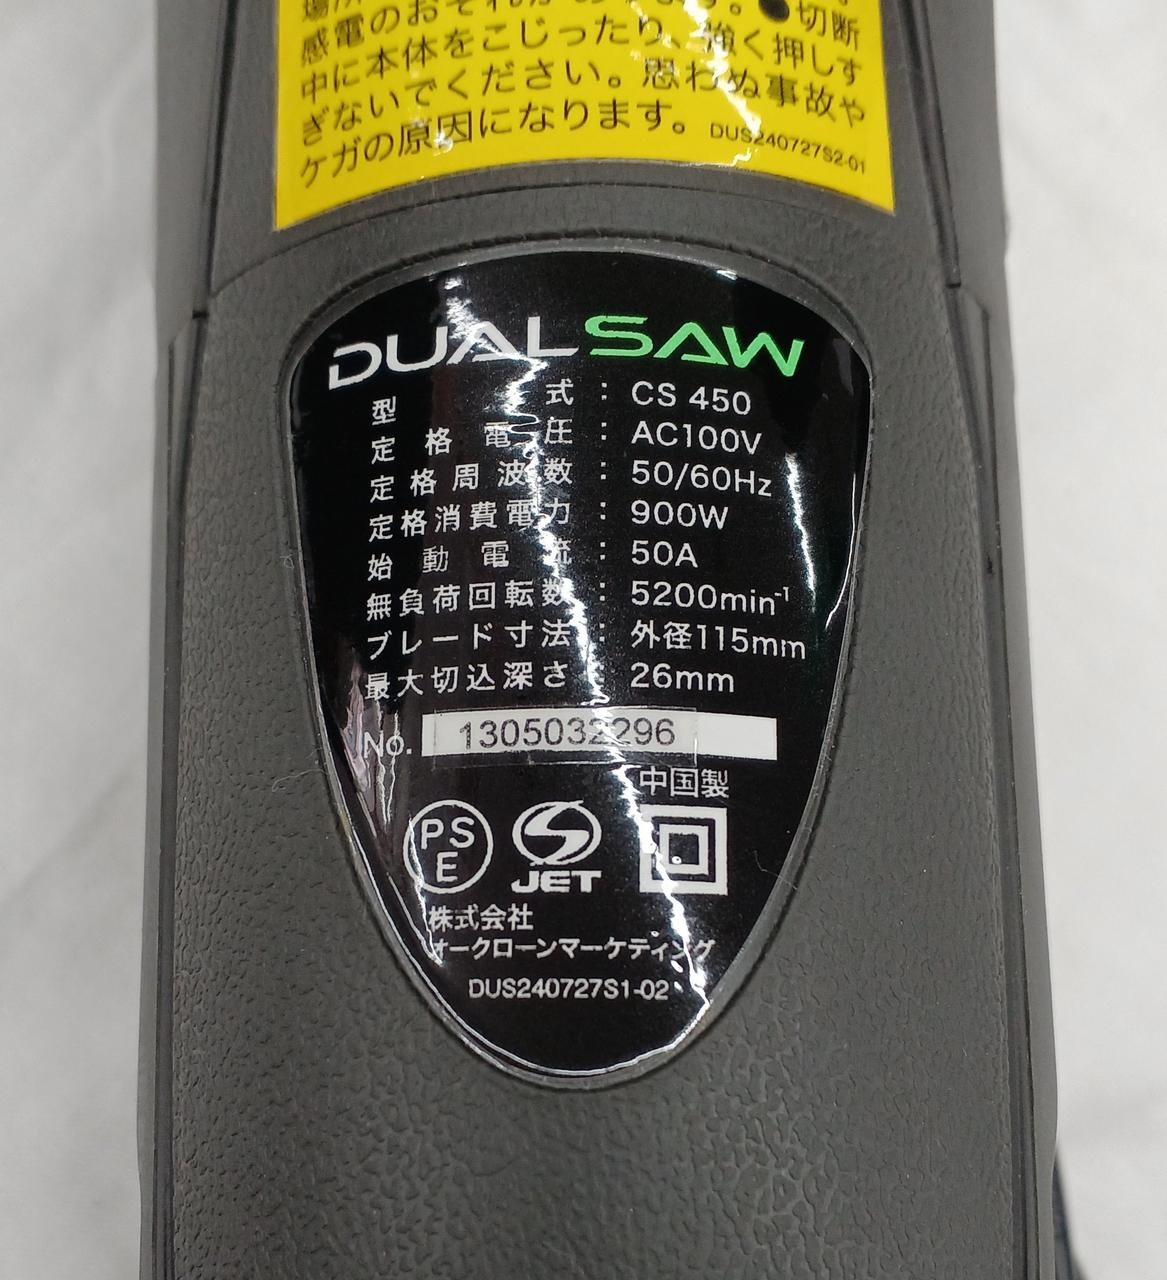 感電のおそれがあります。●切断
中に本体をこじったり、強く押しす
ぎないでください。思わぬ事故や
ケガの原因になります。 DUS240727S2-01
DUALSAW
型式：CS 450
定格電圧：AC100V
定格周波数：50/60Hz
定格消費電力：900W
始動電流：50A
無負荷回転数：5200min⁻¹
ブレード寸法：外径115mm
最大切込深さ：26mm
No. 1305032296
中国製
PSE JET
株式会社
オークローンマーケティング
DUS240727S1-02